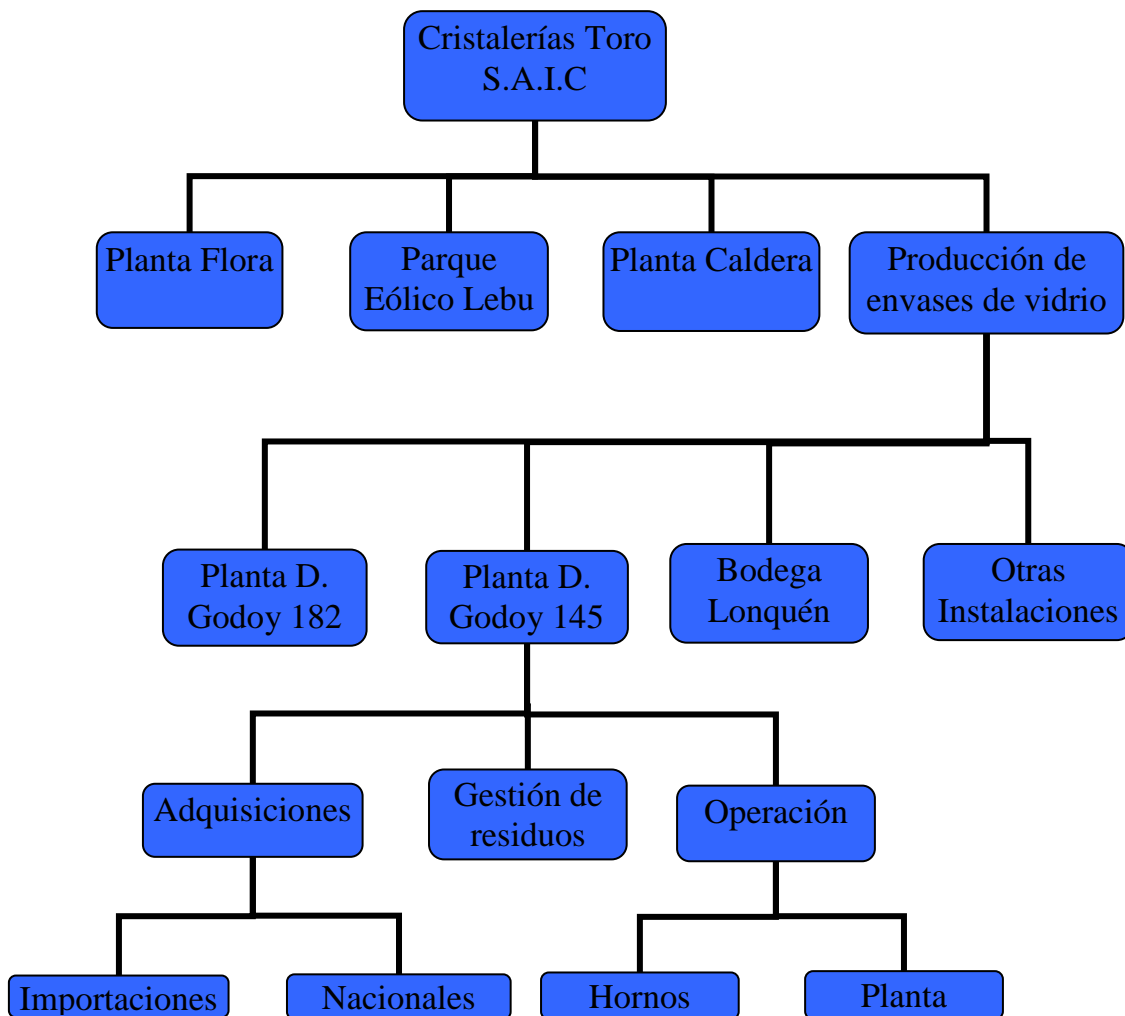 Cristalerías Toro
S.A.I.C
Planta Flora
Parque
Eólico Lebu
Planta Caldera
Producción de
envases de vidrio
Planta D.
Godoy 182
Planta D.
Godoy 145
Bodega
Lonquén
Otras
Instalaciones
Adquisiciones
Gestión de
residuos
Operación
Importaciones
Nacionales
Hornos
Planta